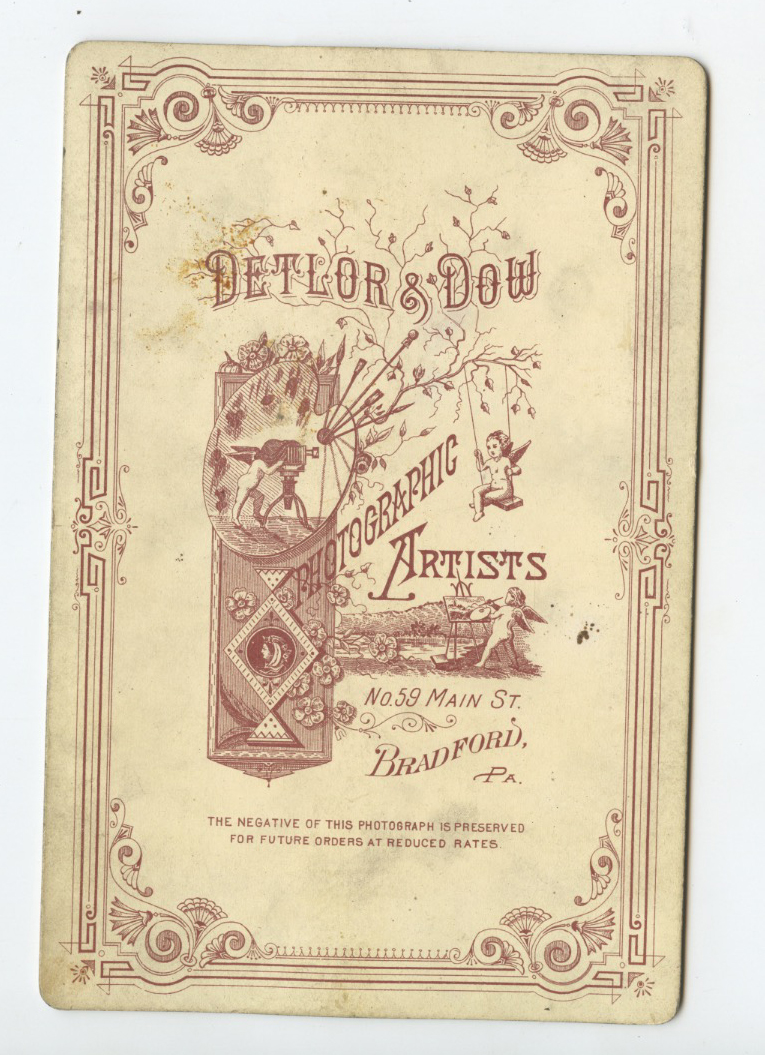 DETLOR & DOW
PHOTOGRAPHIC
ARTISTS
No. 59 MAIN ST.
BRADFORD,
PA.
THE NEGATIVE OF THIS PHOTOGRAPH IS PRESERVED
FOR FUTURE ORDERS AT REDUCED RATES.